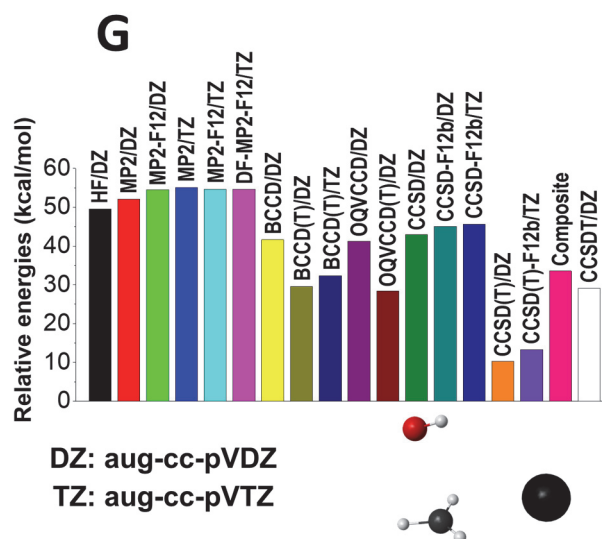 G
Relative energies (kcal/mol)
60
50
40
30
20
10
0
HF/DZ
MP2/DZ
MP2-F12/DZ
MP2/TZ
MP2-F12/TZ
DF-MP2-F12/TZ
BCCD/DZ
BCCD(T)/DZ
BCCD(T)/TZ
OQVCCD/DZ
OQVCCD(T)/DZ
CCSD/DZ
CCSD-F12b/DZ
CCSD-F12b/TZ
CCSD(T)/DZ
CCSD(T)-F12b/TZ
Composite
CCSDT/DZ
DZ: aug-cc-pVDZ
TZ: aug-cc-pVTZ